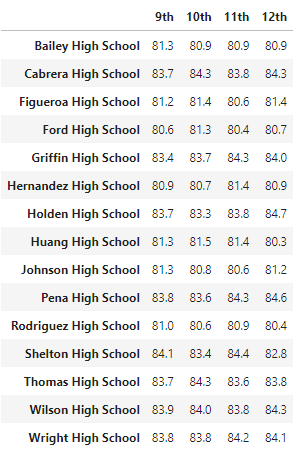 9th 10th 11th 12th
Bailey High School 81.3 80.9 80.9 80.9
Cabrera High School 83.7 84.3 83.8 84.3
Figueroa High School 81.2 81.4 80.6 81.4
Ford High School 80.6 81.3 80.4 80.7
Griffin High School 83.4 83.7 84.3 84.0
Hernandez High School 80.9 80.7 81.4 80.9
Holden High School 83.7 83.3 83.8 84.7
Huang High School 81.3 81.5 81.4 80.3
Johnson High School 81.3 80.8 80.6 81.2
Pena High School 83.8 83.6 84.3 84.6
Rodriguez High School 81.0 80.6 80.9 80.4
Shelton High School 84.1 83.4 84.4 82.8
Thomas High School 83.7 84.3 83.6 83.8
Wilson High School 83.9 84.0 83.8 84.3
Wright High School 83.8 83.8 84.2 84.1